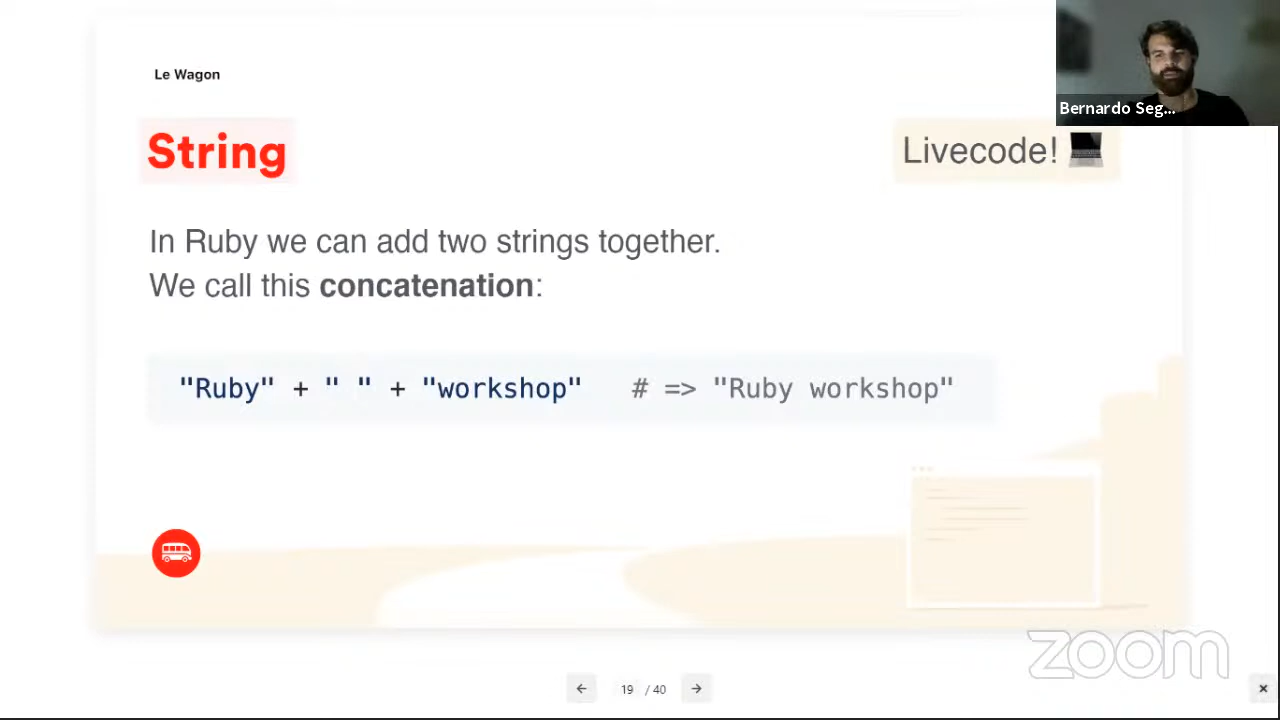 Le Wagon
Bernardo Seg...
String
Livecode!
In Ruby we can add two strings together.
We call this concatenation:
"Ruby" + " " + "workshop" # => "Ruby workshop"
zoom
19 / 40